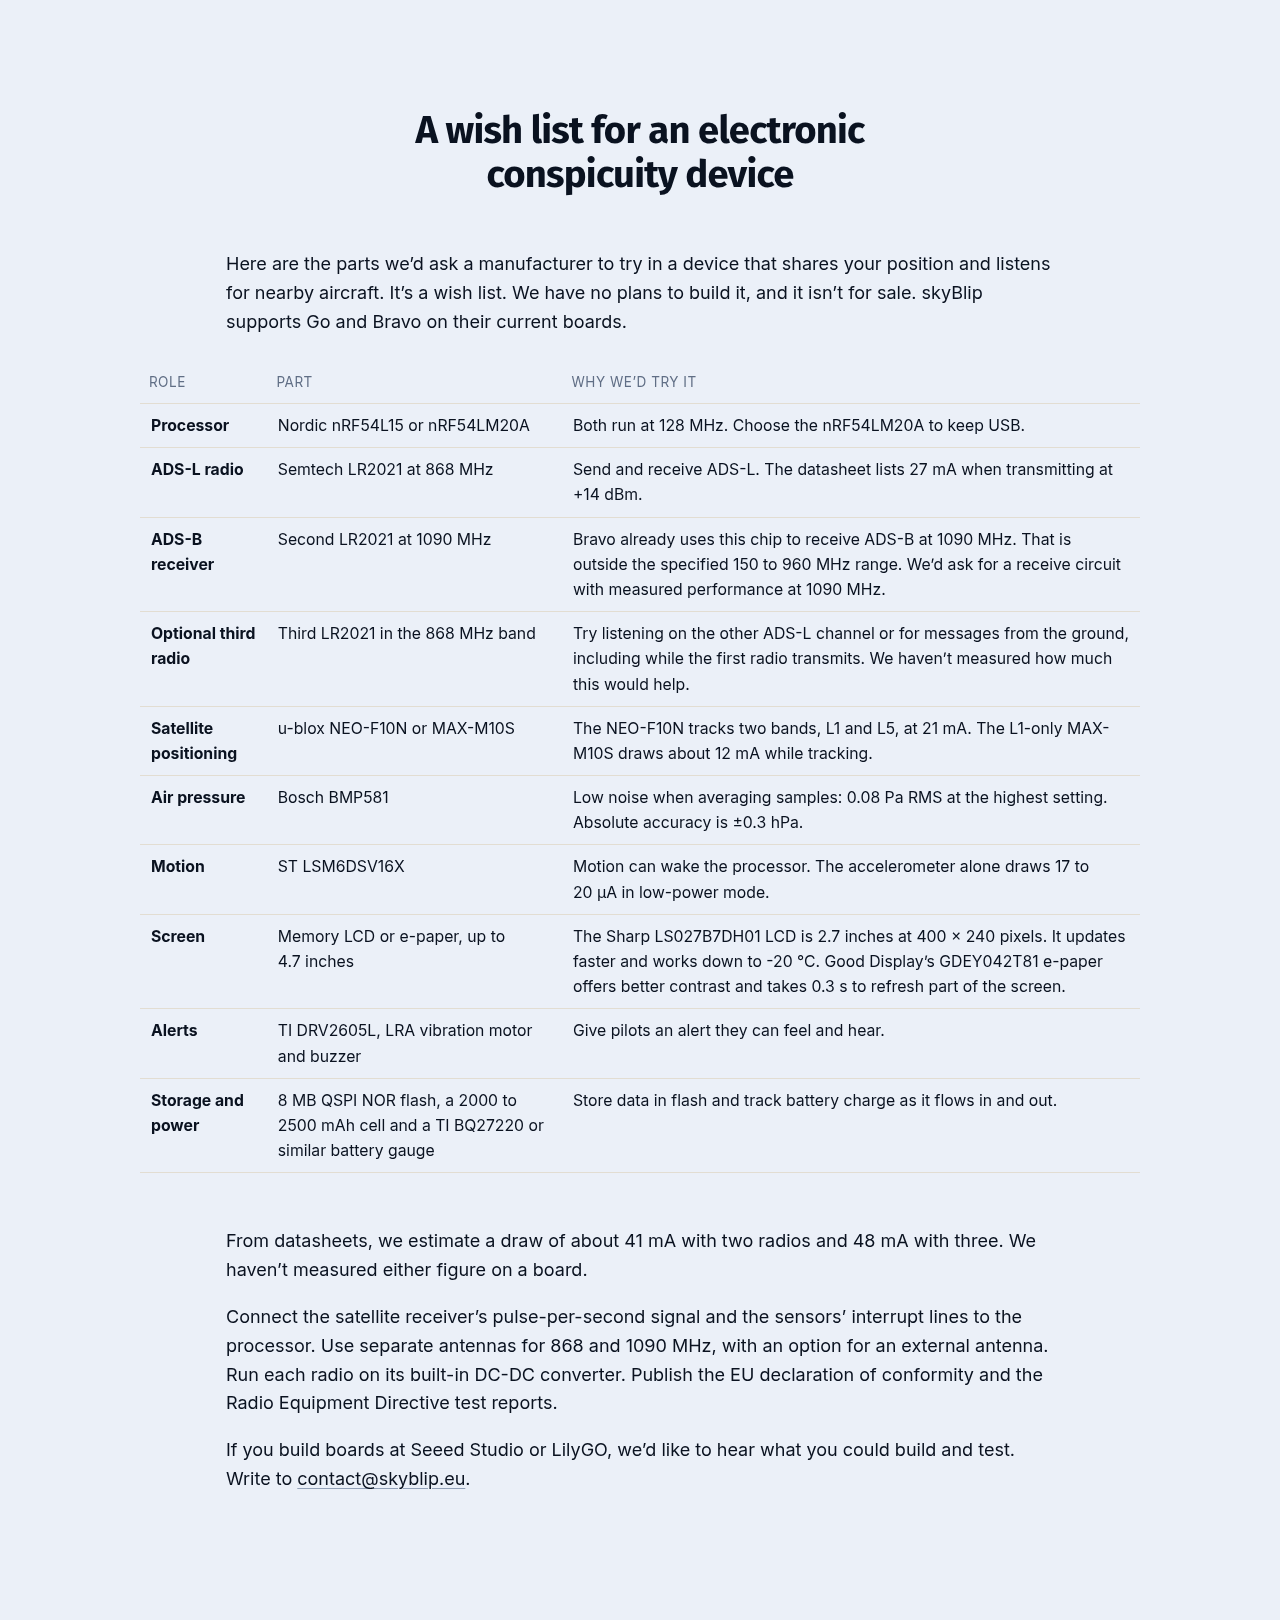 A wish list for an electronic
conspicuity device
Here are the parts we’d ask a manufacturer to try in a device that shares your position and listens
for nearby aircraft. It’s a wish list. We have no plans to build it, and it isn’t for sale. skyBlip
supports Go and Bravo on their current boards.
ROLE PART WHY WE’D TRY IT
Processor Nordic nRF54L15 or nRF54LM20A Both run at 128 MHz. Choose the nRF54LM20A to keep USB.
ADS-L radio Semtech LR2021 at 868 MHz Send and receive ADS-L. The datasheet lists 27 mA when transmitting at
+14 dBm.
ADS-B Second LR2021 at 1090 MHz Bravo already uses this chip to receive ADS-B at 1090 MHz. That is
receiver outside the specified 150 to 960 MHz range. We’d ask for a receive circuit
with measured performance at 1090 MHz.
Optional third Third LR2021 in the 868 MHz band Try listening on the other ADS-L channel or for messages from the ground,
radio including while the first radio transmits. We haven’t measured how much
this would help.
Satellite u-blox NEO-F10N or MAX-M10S The NEO-F10N tracks two bands, L1 and L5, at 21 mA. The L1-only MAX-
positioning M10S draws about 12 mA while tracking.
Air pressure Bosch BMP581 Low noise when averaging samples: 0.08 Pa RMS at the highest setting.
Absolute accuracy is ±0.3 hPa.
Motion ST LSM6DSV16X Motion can wake the processor. The accelerometer alone draws 17 to
20 µA in low-power mode.
Screen Memory LCD or e-paper, up to The Sharp LS027B7DH01 LCD is 2.7 inches at 400 × 240 pixels. It updates
4.7 inches faster and works down to -20 °C. Good Display’s GDEY042T81 e-paper
offers better contrast and takes 0.3 s to refresh part of the screen.
Alerts TI DRV2605L, LRA vibration motor Give pilots an alert they can feel and hear.
and buzzer
Storage and 8 MB QSPI NOR flash, a 2000 to Store data in flash and track battery charge as it flows in and out.
power 2500 mAh cell and a TI BQ27220 or
similar battery gauge
From datasheets, we estimate a draw of about 41 mA with two radios and 48 mA with three. We
haven’t measured either figure on a board.
Connect the satellite receiver’s pulse-per-second signal and the sensors’ interrupt lines to the
processor. Use separate antennas for 868 and 1090 MHz, with an option for an external antenna.
Run each radio on its built-in DC-DC converter. Publish the EU declaration of conformity and the
Radio Equipment Directive test reports.
If you build boards at Seeed Studio or LilyGO, we’d like to hear what you could build and test.
Write to contact@skyblip.eu.